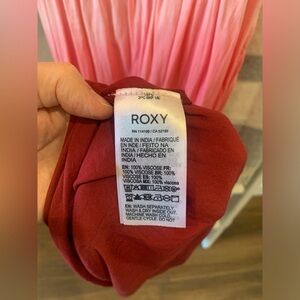 ROXY
RN 114100 / CA 52180
MADE IN INDIA / FABRIQUÉ
EN INDE / FEITO NA
INDIA / FABRICADO EN
INDIA / HECHO EN
INDIA
EN: 100% VISCOSE FR:
100% VISCOSE BR: 100%
VISCOSE ES: 100%
VISCOSA MX: 100% viscosa
EN: WASH SEPARATELY
WASH & DRY INSIDE OUT.
MACHINE WASH COLD,
GENTLE CYCLE. DO NOT